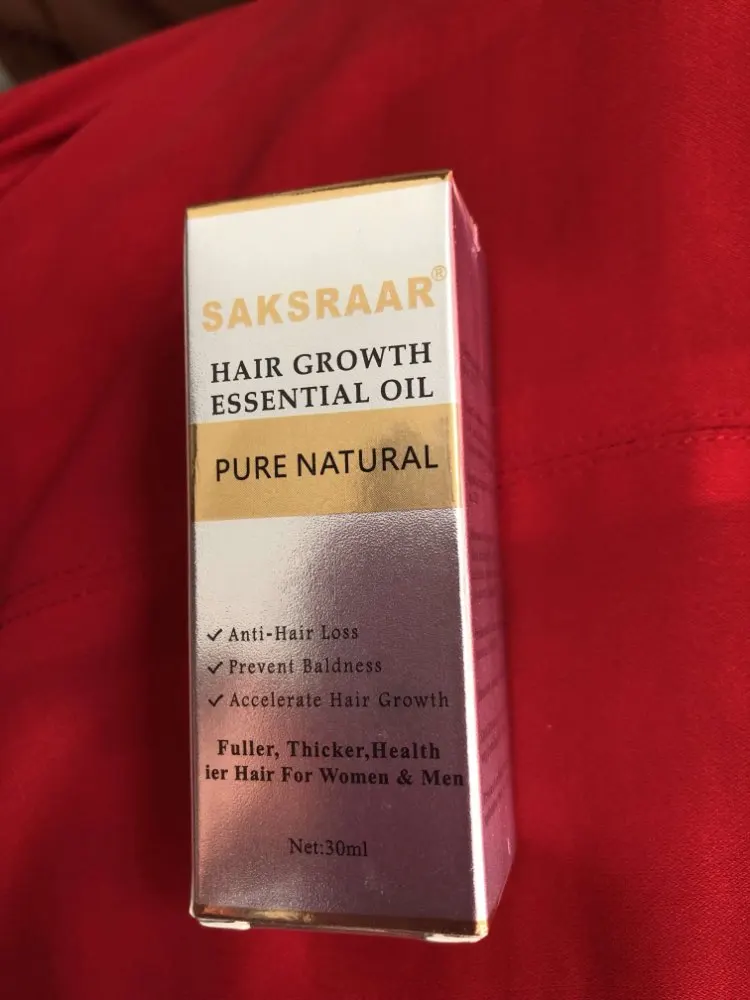 SAKSRAAR®
HAIR GROWTH
ESSENTIAL OIL
PURE NATURAL
✓ Anti-Hair Loss
✓ Prevent Baldness
✓ Accelerate Hair Growth
Fuller, Thicker,Health
ier Hair For Women & Men
Net:30ml